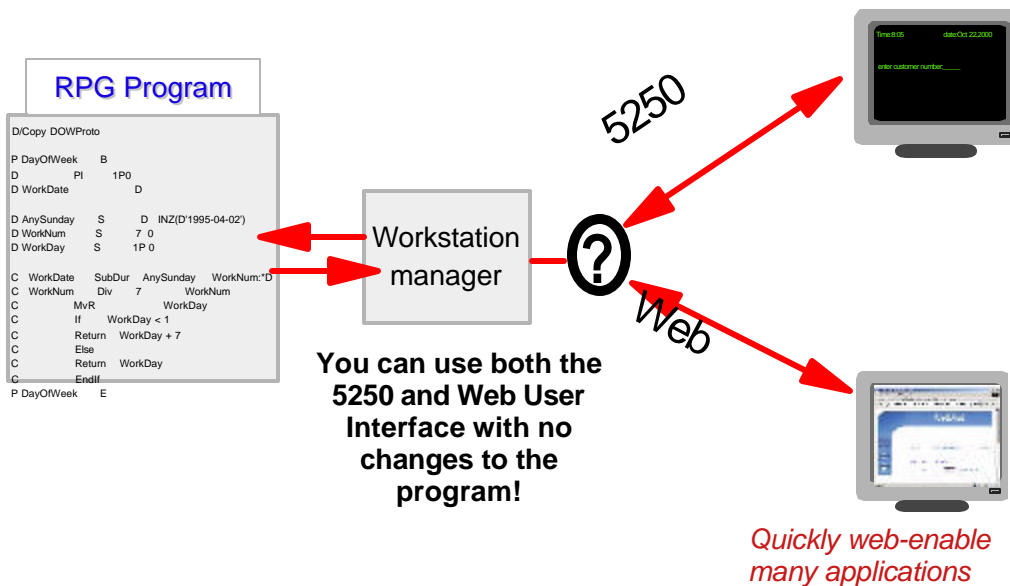 RPG Program
D/Copy DOWProto
P DayOfWeek B
D PI 1P0
D WorkDate D
D AnySunday S D INZ(D'1995-04-02')
D WorkNum S 7 0
D WorkDay S 1P 0
C WorkDate SubDur AnySunday WorkNum:*D
C WorkNum Div 7 WorkNum
C MvR WorkDay
C If WorkDay < 1
C Return WorkDay + 7
C Else
C Return WorkDay
C EndIf
P DayOfWeek E
Workstation
manager
?
5250
Web
You can use both the
5250 and Web User
Interface with no
changes to the
program!
Time:8:05 date:Oct 22,2000
enter customer number:_____
Quickly web-enable
many applications